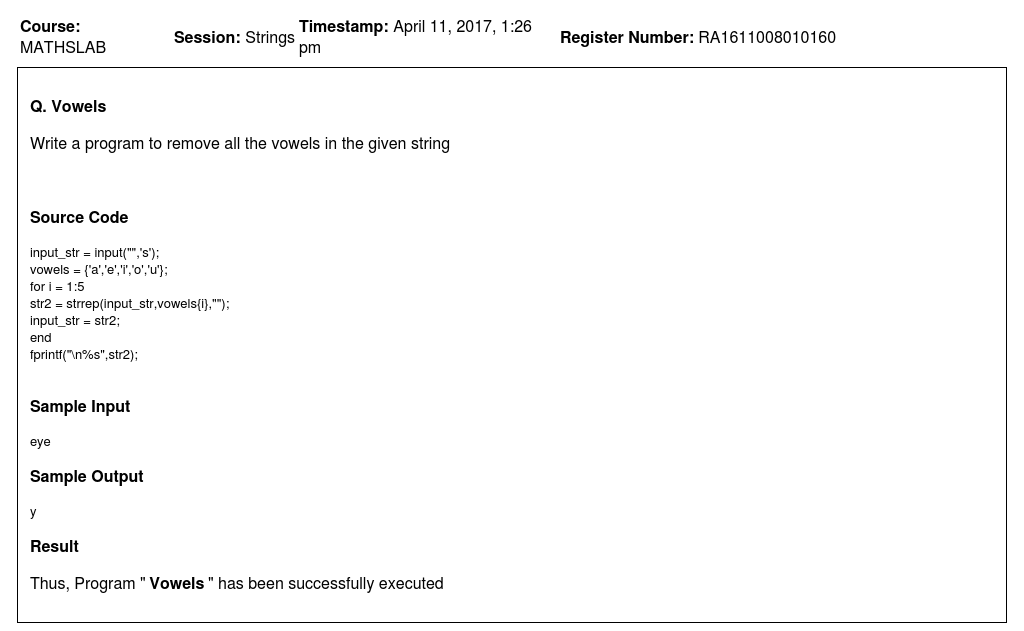 Course:
MATHSLAB
Session: Strings
Timestamp: April 11, 2017, 1:26
pm
Register Number: RA1611008010160
Q. Vowels
Write a program to remove all the vowels in the given string
Source Code
input_str = input("",'s');
vowels = {'a','e','i','o','u'};
for i = 1:5
str2 = strrep(input_str,vowels{i},"");
input_str = str2;
end
fprintf("\n%s",str2);
Sample Input
eye
Sample Output
y
Result
Thus, Program " Vowels " has been successfully executed